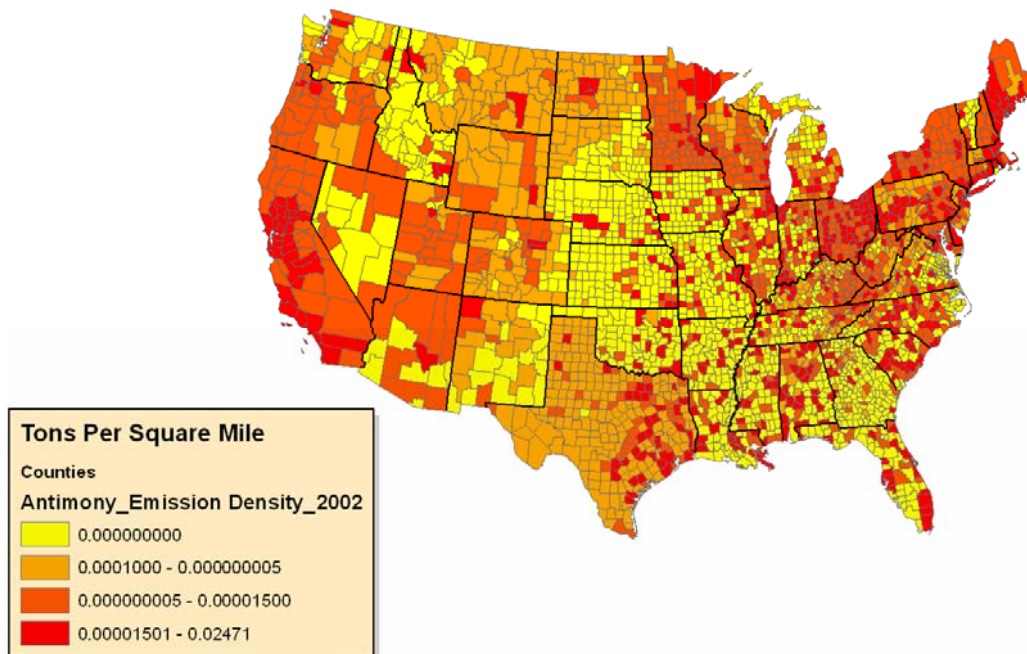 Tons Per Square Mile
Counties
Antimony_Emission Density_2002
0.000000000
0.0001000 - 0.000000005
0.000000005 - 0.00001500
0.00001501 - 0.02471